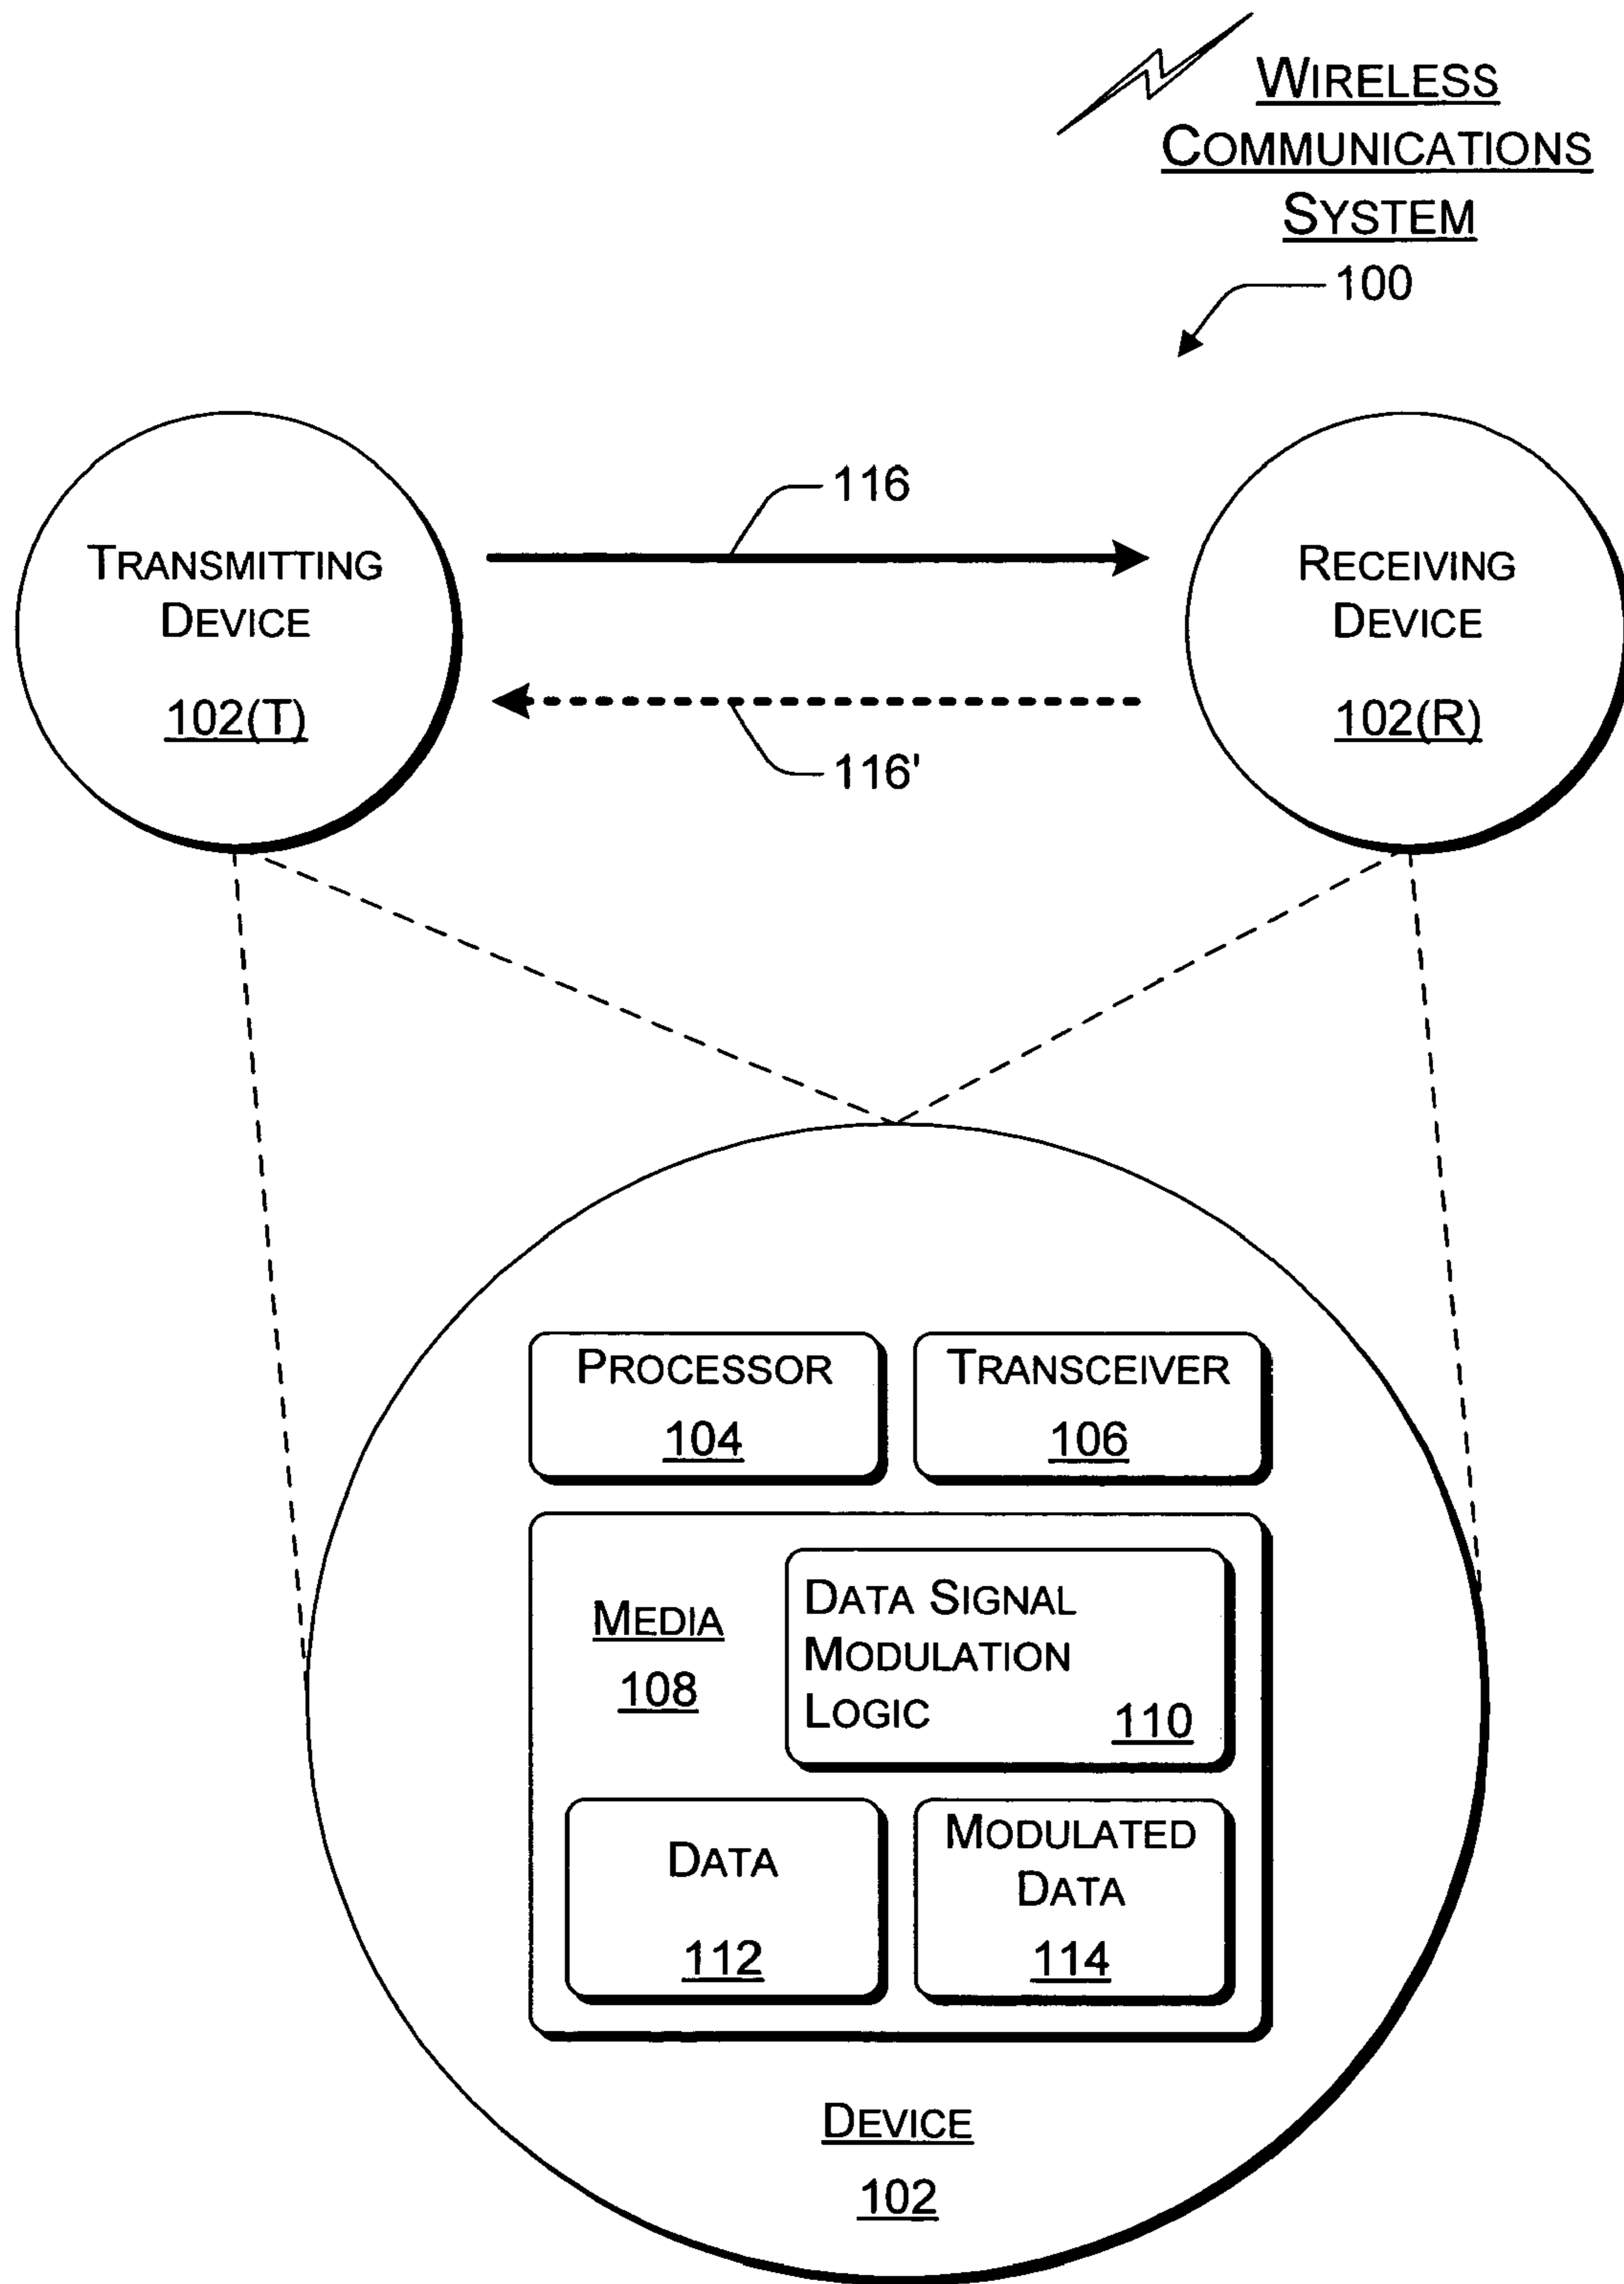 WIRELESS
COMMUNICATIONS
SYSTEM
100
116
TRANSMITTING
DEVICE
102(T)
RECEIVING
DEVICE
102(R)
116'
PROCESSOR
104
TRANSCEIVER
106
MEDIA
108
DATA SIGNAL
MODULATION
LOGIC
110
DATA
112
MODULATED
DATA
114
DEVICE
102